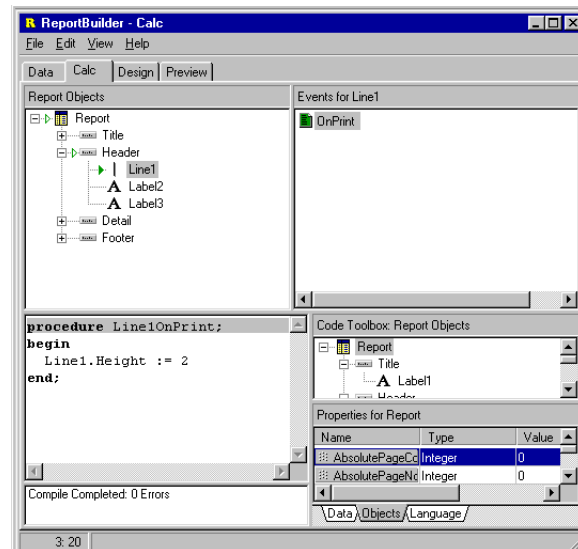 ReportBuilder - Calc
File Edit View Help
Data Calc Design Preview
Report Objects
Report
Title
Header
Line1
Label2
Label3
Detail
Footer
Events for Line1
OnPrint
procedure Line1OnPrint;
begin
Line1.Height := 2
end;
Compile Completed: 0 Errors
Code Toolbox: Report Objects
Report
Title
Label1
Header
Properties for Report
Name Type Value
AbsolutePageCo Integer 0
AbsolutePageNo Integer 0
Data Objects Language
3: 20